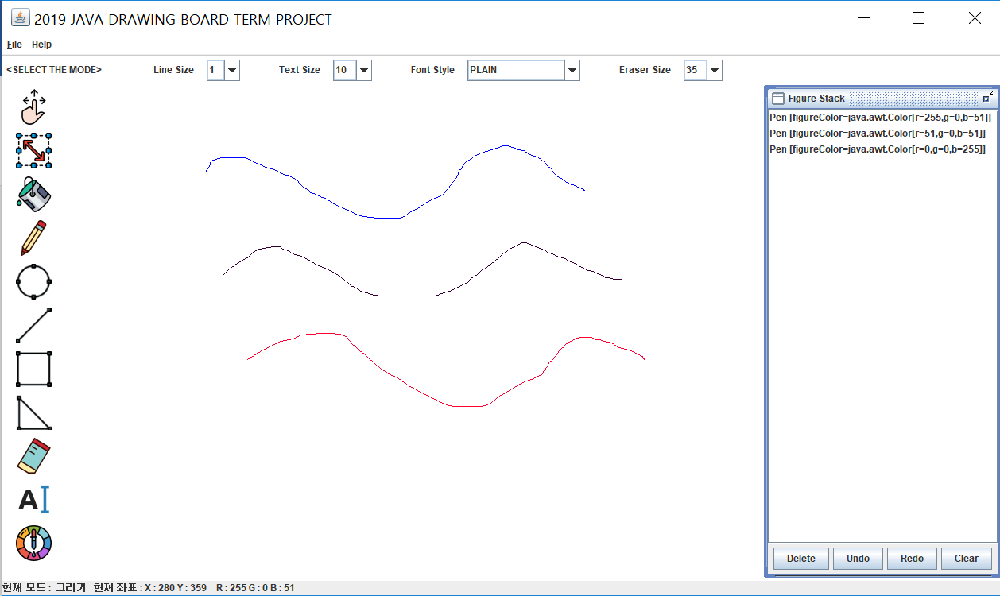 2019 JAVA DRAWING BOARD TERM PROJECT
File Help
<SELECT THE MODE> Line Size 1 Text Size 10 Font Style PLAIN Eraser Size 35
Figure Stack
Pen [figureColor=java.awt.Color[r=255,g=0,b=51]]
Pen [figureColor=java.awt.Color[r=51,g=0,b=51]]
Pen [figureColor=java.awt.Color[r=0,g=0,b=255]]
A
Delete Undo Redo Clear
현재 모드 : 그리기 현재 좌표 : X : 280 Y : 359 R : 255 G : 0 B : 51